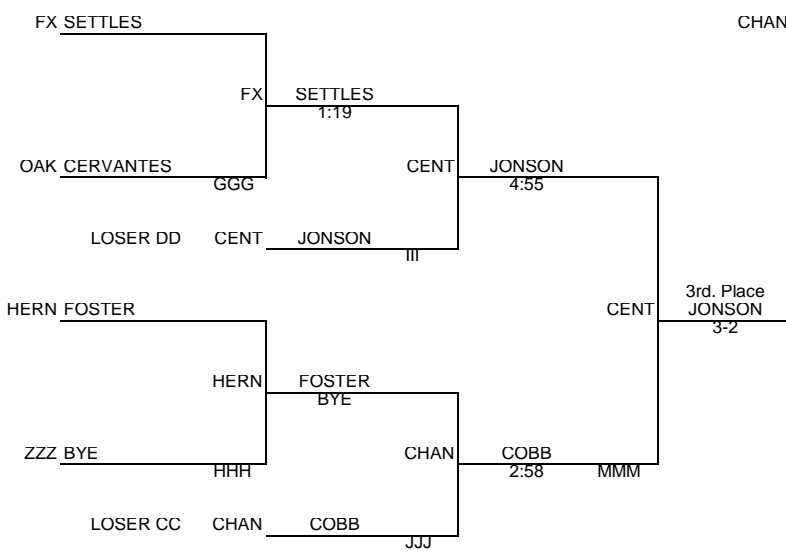 FX SETTLES
CHAN
FX SETTLES
1:19
OAK CERVANTES
GGG
CENT JONSON
4:55
LOSER DD CENT JONSON
III
3rd. Place
HERN FOSTER
CENT JONSON
3-2
HERN FOSTER
BYE
ZZZ BYE
HHH
CHAN COBB
2:58
MMM
LOSER CC CHAN COBB
JJJ